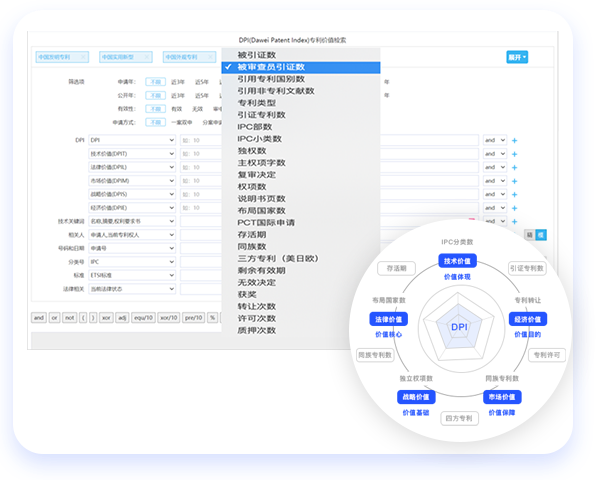 DPI(Dawei Patent Index)专利价值检索
中国发明专利
中国实用新型
中国外观专利
展开
筛选项
申请年：
不限
近3年
近5年
年
公开年：
不限
近3年
近5年
年
有效性：
不限
有效
无效
申请方式：
不限
一案双申
DPI
DPI
如：10
and
技术价值(DPIT)
如：10
and
法律价值(DPIL)
如：10
and
市场价值(DPIM)
如：10
and
战略价值(DPIS)
如：10
and
经济价值(DPIE)
如：10
and
技术关键词
名称,摘要,权利要求书
and
相关人
申请人,当前专利权人
号码和日期
申请号
分类号
IPC
标准
ETSI标准
法律相关
当前法律状态
and or not ( ) xor adj equ/10 xor/10 pre/10 %
被引证数
✓ 被审查员引证数
引用专利国别数
引用非专利文献数
专利类型
引证专利数
IPC部数
IPC小类数
独权数
主权项字数
复审决定
权项数
说明书页数
布局国家数
PCT国际申请
存活期
同族数
三方专利（美日欧）
剩余有效期
无效决定
获奖
转让次数
许可次数
质押次数
IPC分类数
技术价值
价值体现
存活期
引证专利数
布局国家数
专利转让
法律价值
价值核心
DPI
经济价值
价值目的
同族专利数
专利许可
独立权项数
同族专利数
战略价值
价值基础
市场价值
价值保障
四方专利